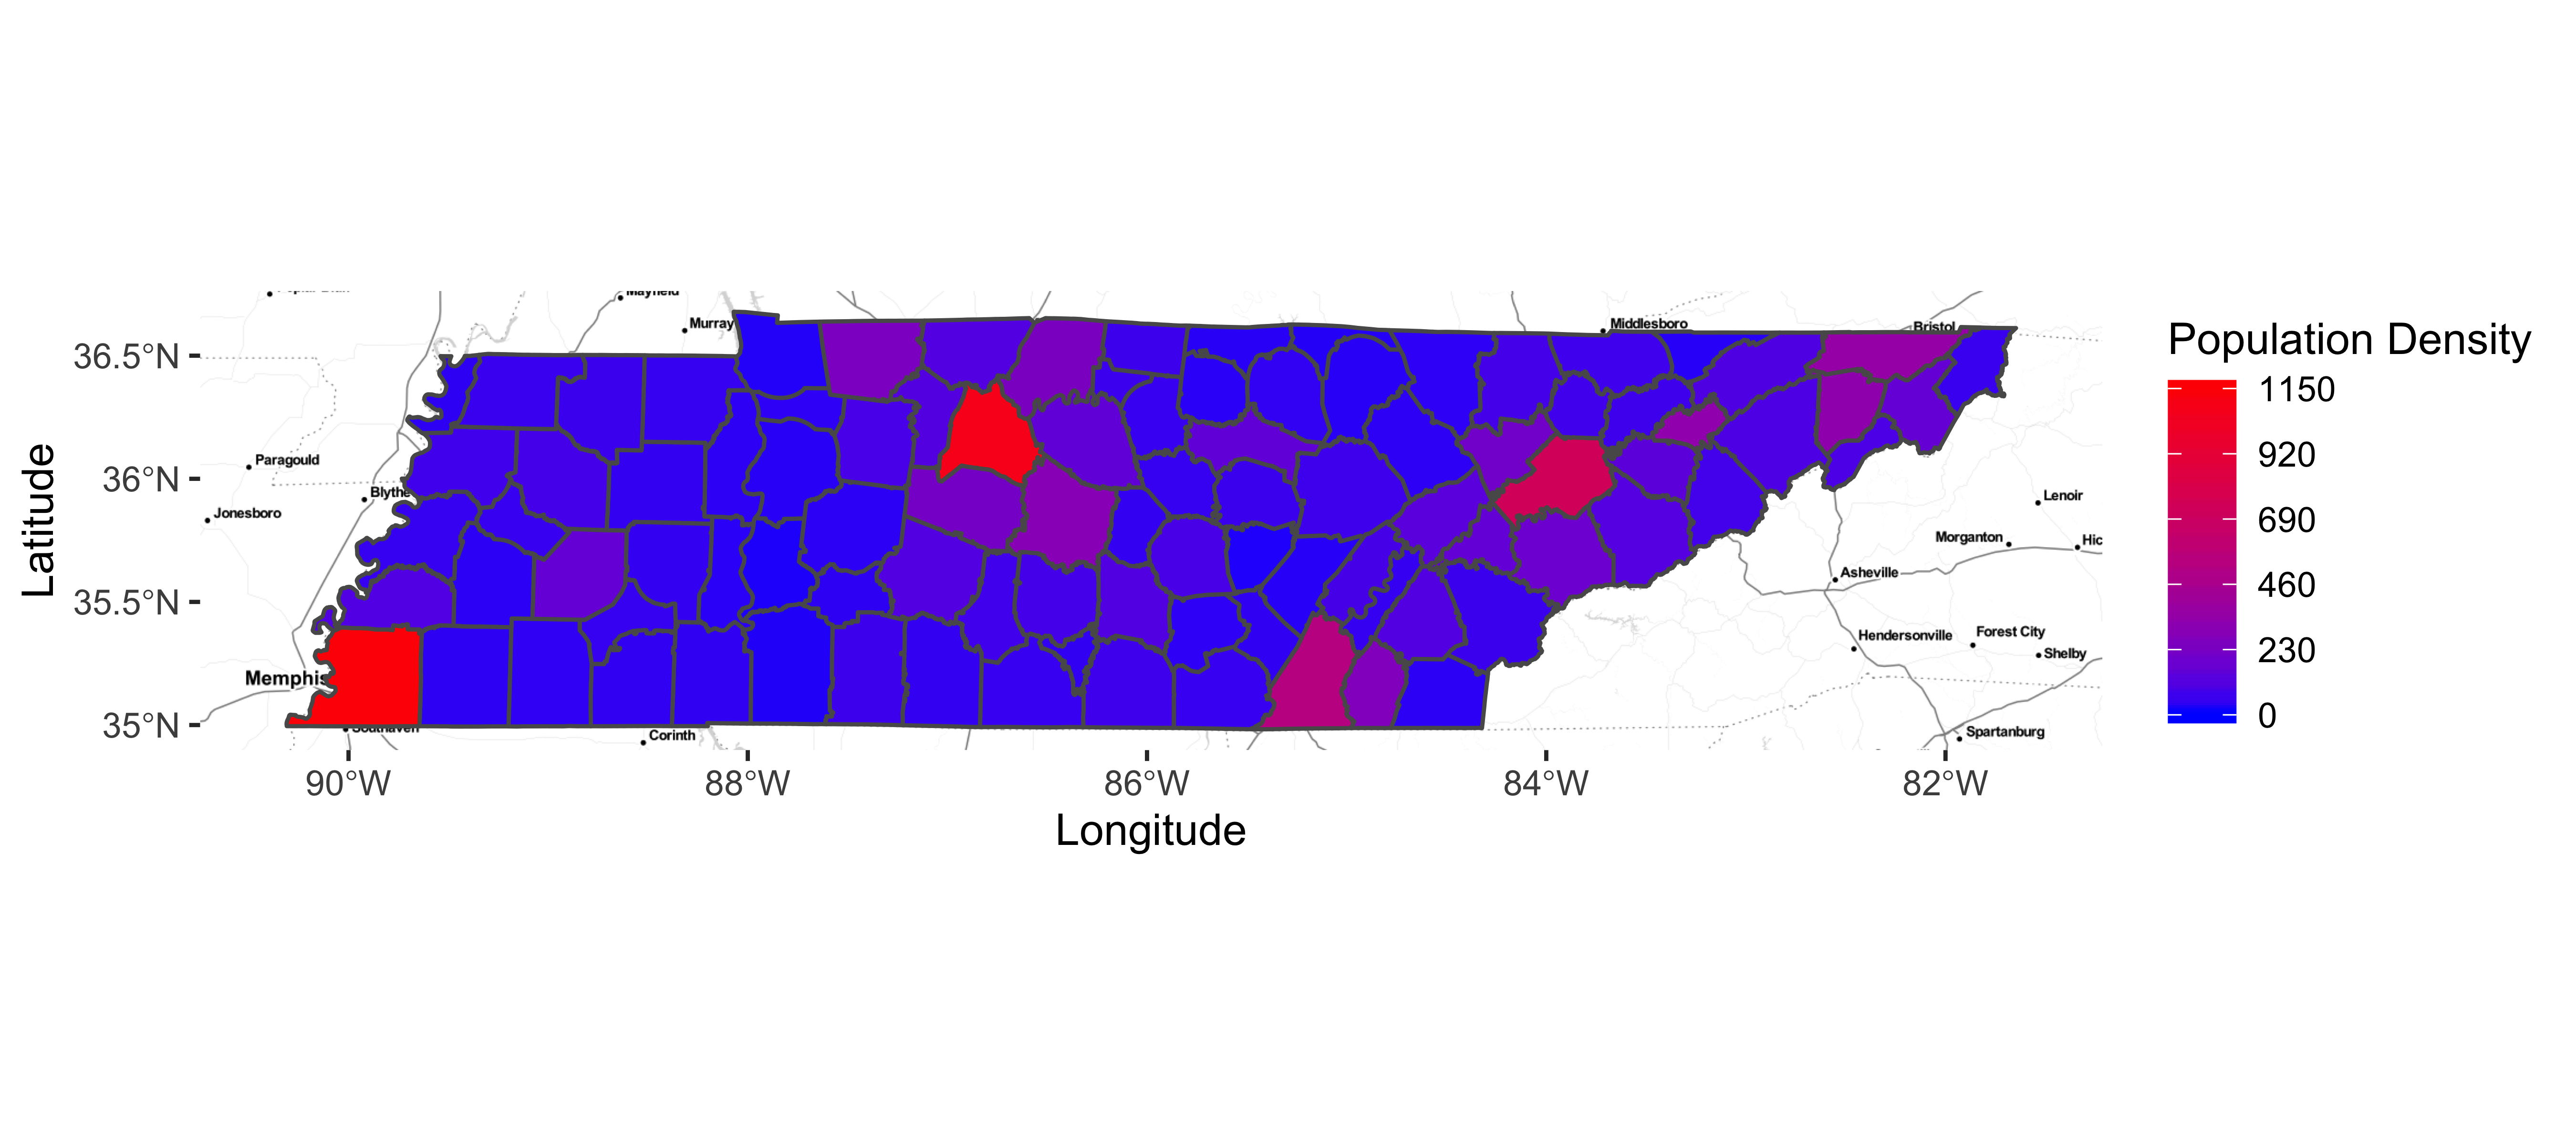 Mayfield
Murray
Middlesboro
Bristol
Population Density
1150
920
690
460
230
0
36.5°N
36°N
35.5°N
35°N
Latitude
Paragould
Blythe
Jonesboro
Lenoir
Morganton
Hic
Asheville
Hendersonville
Forest City
Shelby
Memphis
Southaven
Corinth
Spartanburg
90°W
88°W
86°W
84°W
82°W
Longitude